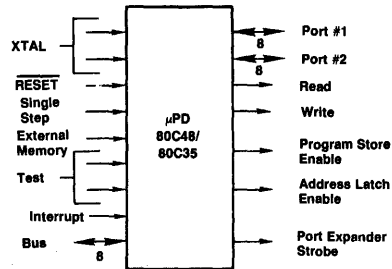 XTAL
RESET
Single
Step
External
Memory
Test
Interrupt
Bus
8
μPD
80C48/
80C35
Port #1
8
Port #2
8
Read
Write
Program Store
Enable
Address Latch
Enable
Port Expander
Strobe